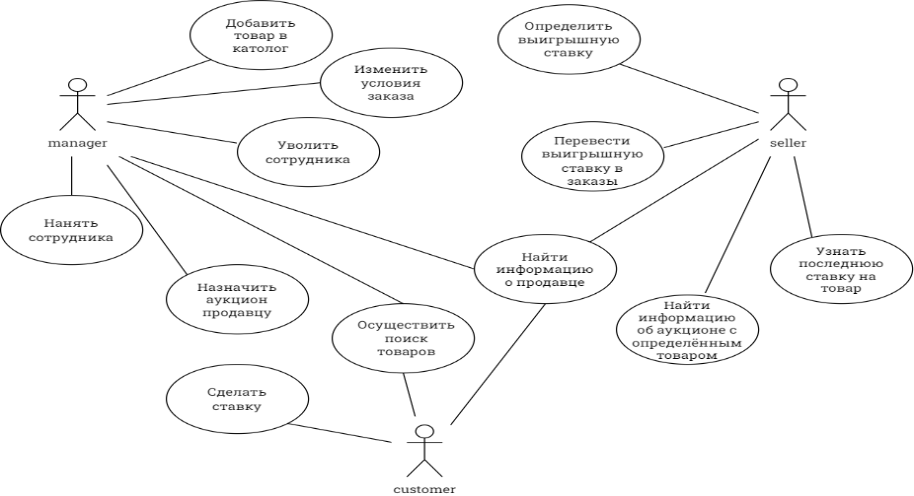 Добавить
товар в
католог
Определить
выигрышную
ставку
Изменить
условия
заказа
manager
seller
Уволить
сотрудника
Перевести
выигрышную
ставку в
заказы
Нанять
сотрудника
Найти
информацию
о продавце
Узнать
последнюю
ставку на
товар
Назначить
аукцион
продавцу
Найти
информацию
об аукционе с
определённым
товаром
Осуществить
поиск
товаров
Сделать
ставку
customer